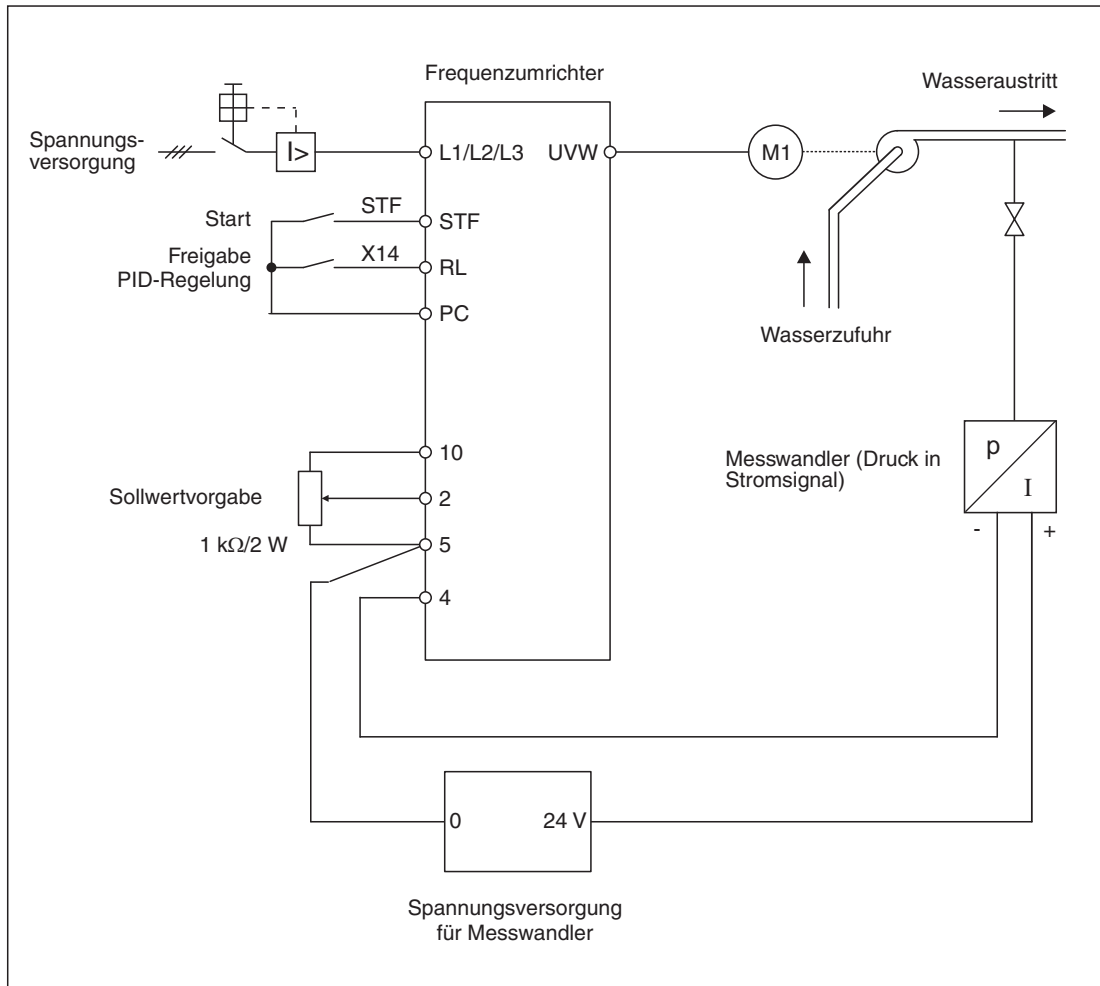 Frequenzumrichter
Wasseraustritt
Spannungs-
versorgung
I>
L1/L2/L3
UVW
M1
Start
STF
STF
Freigabe
PID-Regelung
X14
RL
PC
Wasserzufuhr
10
Sollwertvorgabe
2
1 kΩ/2 W
5
4
Messwandler (Druck in
Stromsignal)
p
I
-
+
0
24 V
Spannungsversorgung
für Messwandler